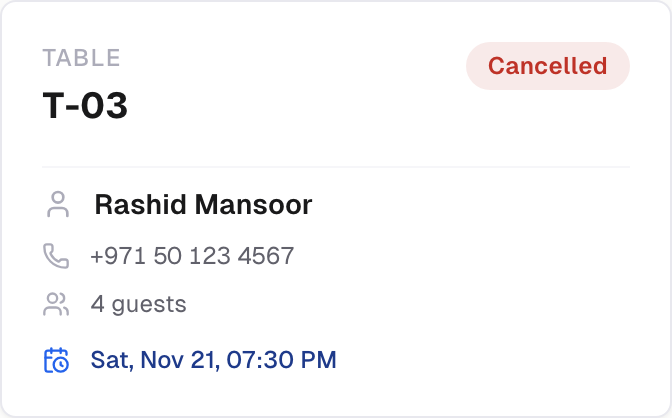 TABLE
Cancelled
T-03
Rashid Mansoor
+971 50 123 4567
4 guests
Sat, Nov 21, 07:30 PM